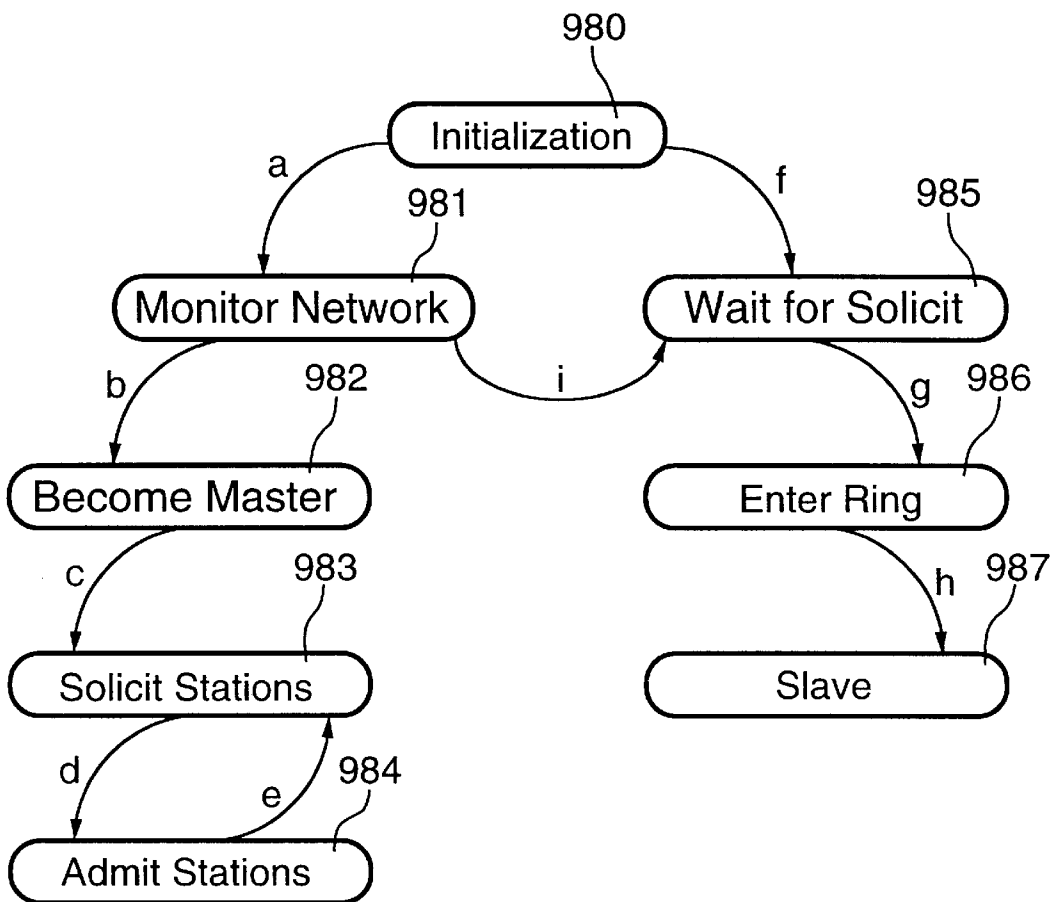 980
Initialization
a
f
981
985
Monitor Network
Wait for Solicit
b
982
i
g
986
Become Master
Enter Ring
c
983
h
987
Solicit Stations
Slave
d
e
984
Admit Stations